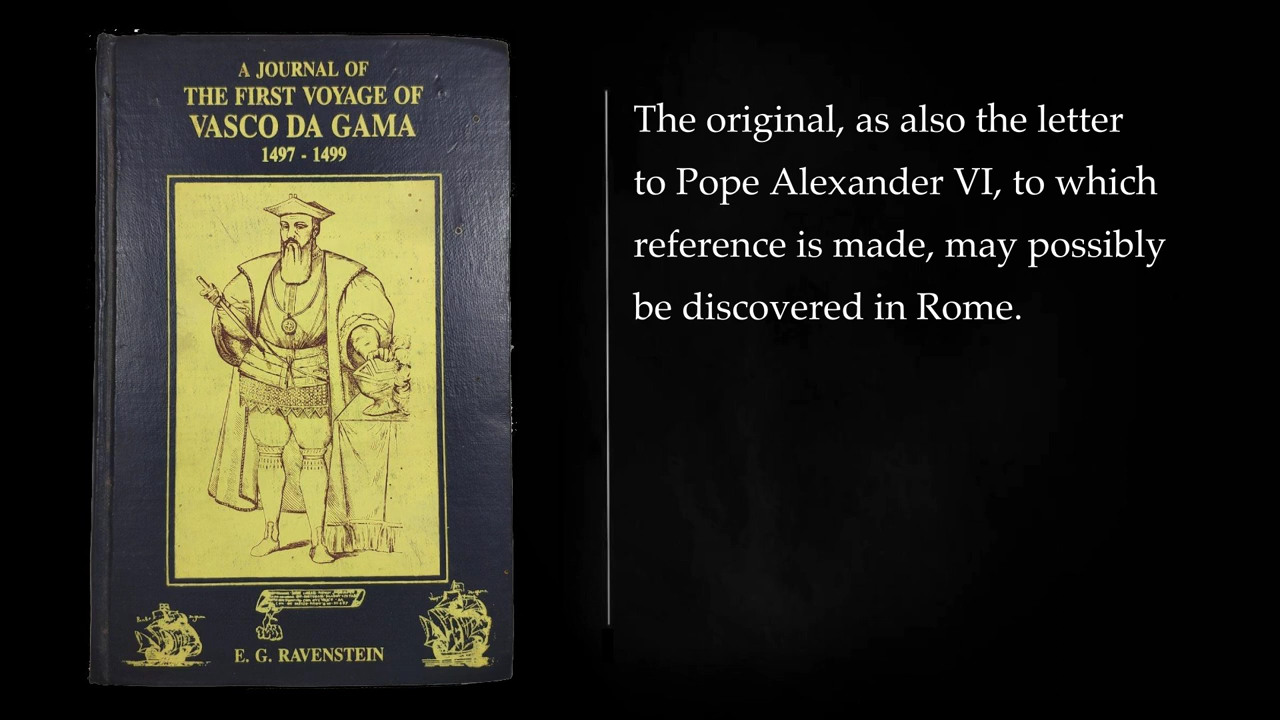 A JOURNAL OF
THE FIRST VOYAGE OF
VASCO DA GAMA
1497 - 1499
E. G. RAVENSTEIN
The original, as also the letter
to Pope Alexander VI, to which
reference is made, may possibly
be discovered in Rome.